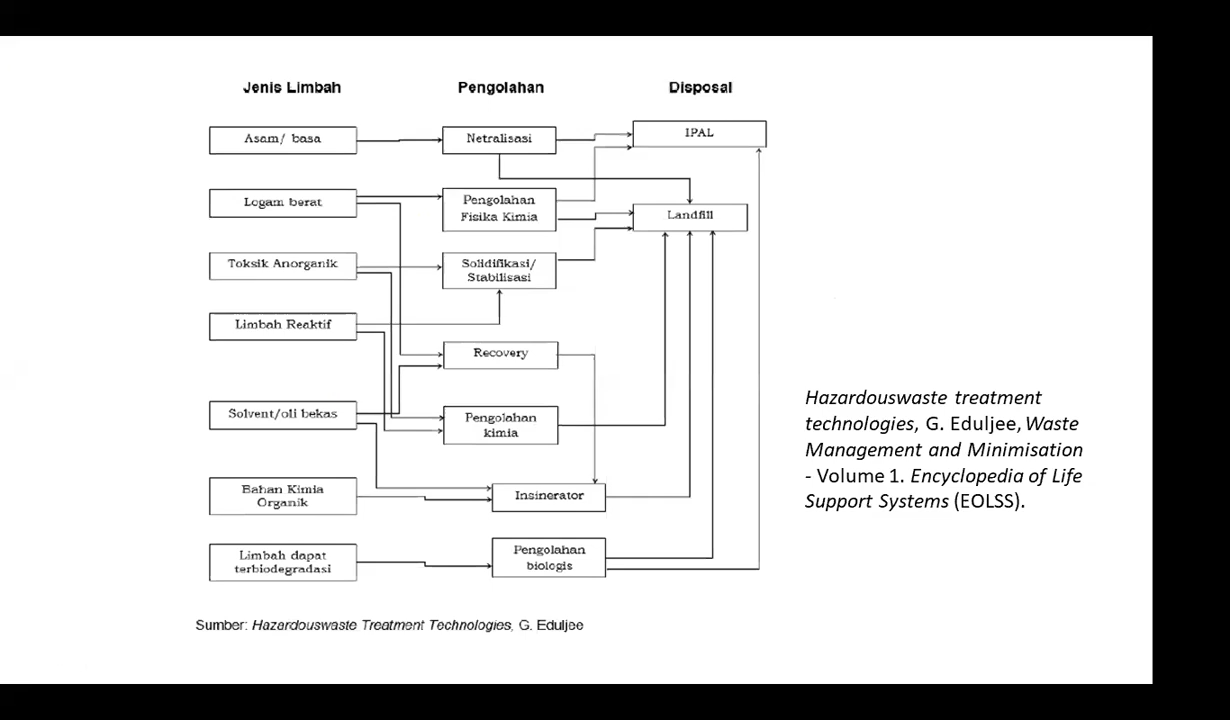 Jenis Limbah
Pengolahan
Disposal
Asam/ basa
Netralisasi
IPAL
Logam berat
Pengolahan
Fisika Kimia
Landfill
Toksik Anorganik
Solidifikasi/
Stabilisasi
Limbah Reaktif
Recovery
Solvent/oli bekas
Pengolahan
kimia
Bahan Kimia
Organik
Insinerator
Limbah dapat
terbiodegradasi
Pengolahan
biologis
Hazardouswaste treatment
technologies, G. Eduljee, Waste
Management and Minimisation
- Volume 1. Encyclopedia of Life
Support Systems (EOLSS).
Sumber: Hazardouswaste Treatment Technologies, G. Eduljee